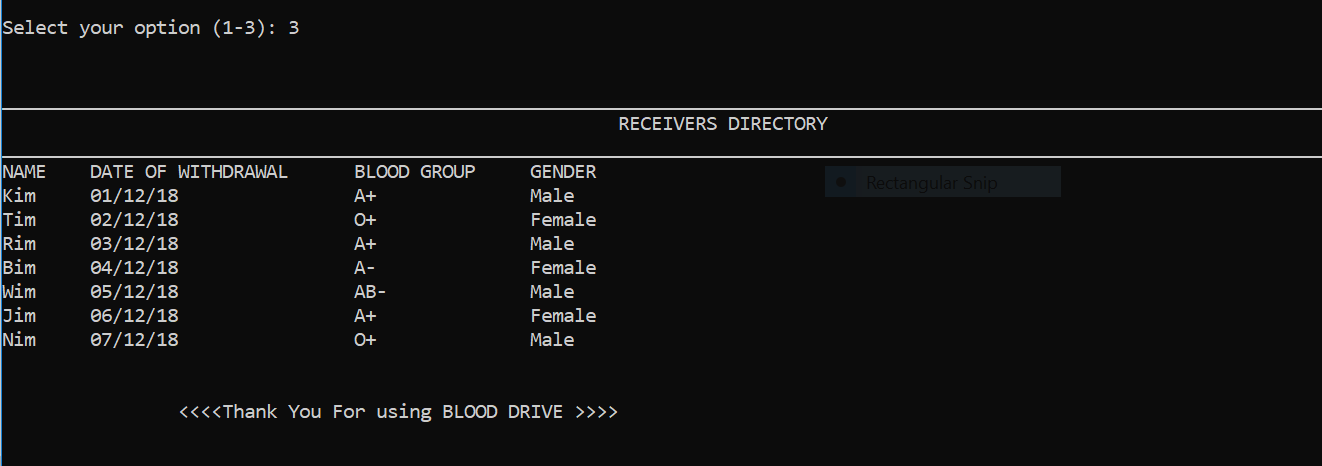 Select your option (1-3): 3
RECEIVERS DIRECTORY
NAME DATE OF WITHDRAWAL BLOOD GROUP GENDER
Rectangular Snip
Kim 01/12/18 A+ Male
Tim 02/12/18 O+ Female
Rim 03/12/18 A+ Male
Bim 04/12/18 A- Female
Wim 05/12/18 AB- Male
Jim 06/12/18 A+ Female
Nim 07/12/18 O+ Male
<<<<Thank You For using BLOOD DRIVE >>>>